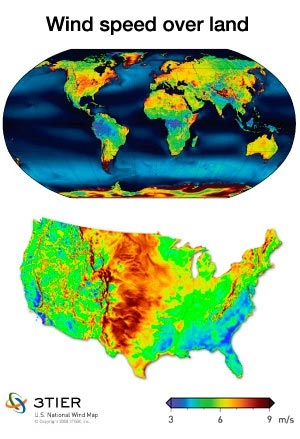 Wind speed over land
3TIER
U.S. National Wind Map
3 6 9 m/s